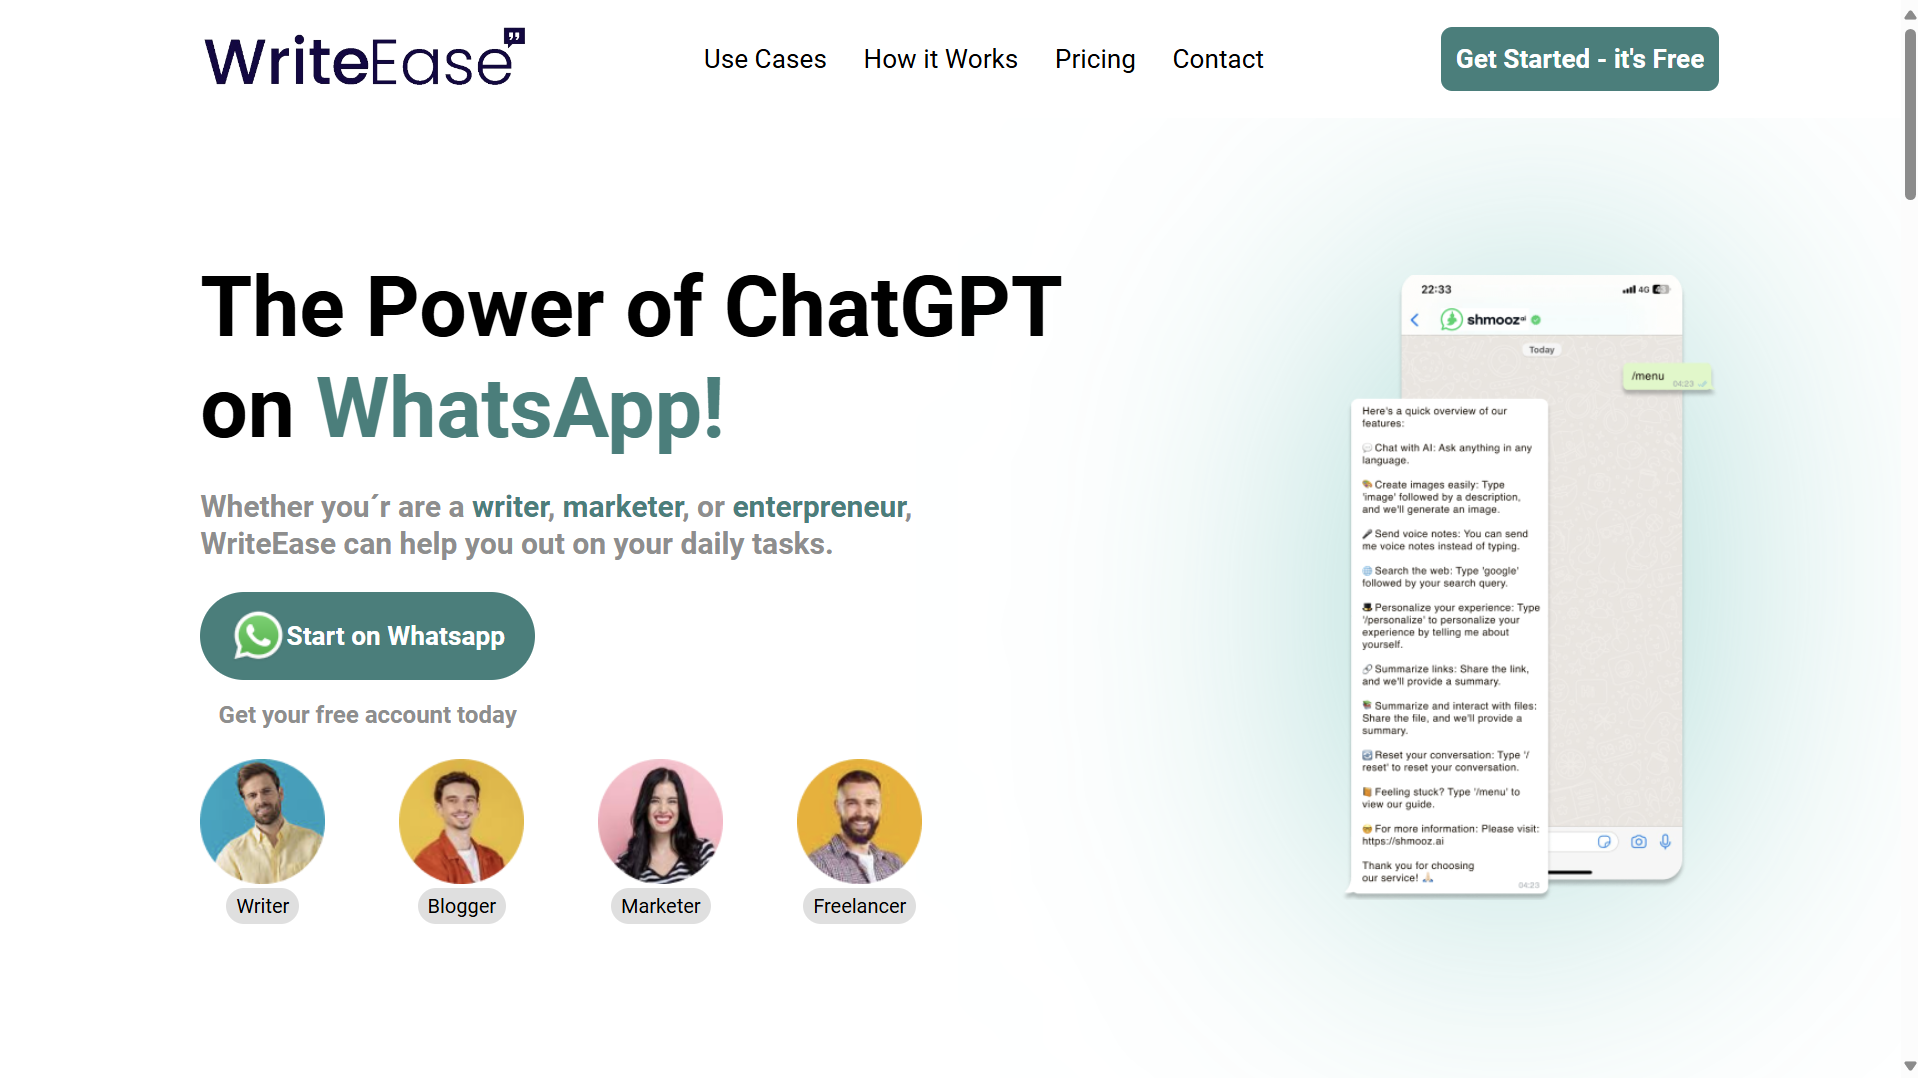 WriteEase
Use Cases
How it Works
Pricing
Contact
Get Started - it's Free
The Power of ChatGPT
on WhatsApp!
Whether you´r are a writer, marketer, or enterpreneur,
WriteEase can help you out on your daily tasks.
Start on Whatsapp
Get your free account today
Writer
Blogger
Marketer
Freelancer
22:33
4G
shmooz ai
Today
/menu
04:23
Here's a quick overview of our
features:
Chat with AI: Ask anything in any
language.
Create images easily: Type
'image' followed by a description,
and we'll generate an image.
Send voice notes: You can send
me voice notes instead of typing.
Search the web: Type 'google'
followed by your search query.
Personalize your experience: Type
'/personalize' to personalize your
experience by telling me about
yourself.
Summarize links: Share the link,
and we'll provide a summary.
Summarize and interact with files:
Share the file, and we'll provide a
summary.
Reset your conversation: Type '/
reset' to reset your conversation.
Feeling stuck? Type '/menu' to
view our guide.
For more information: Please visit:
https://shmooz.ai
Thank you for choosing
our service!
04:23